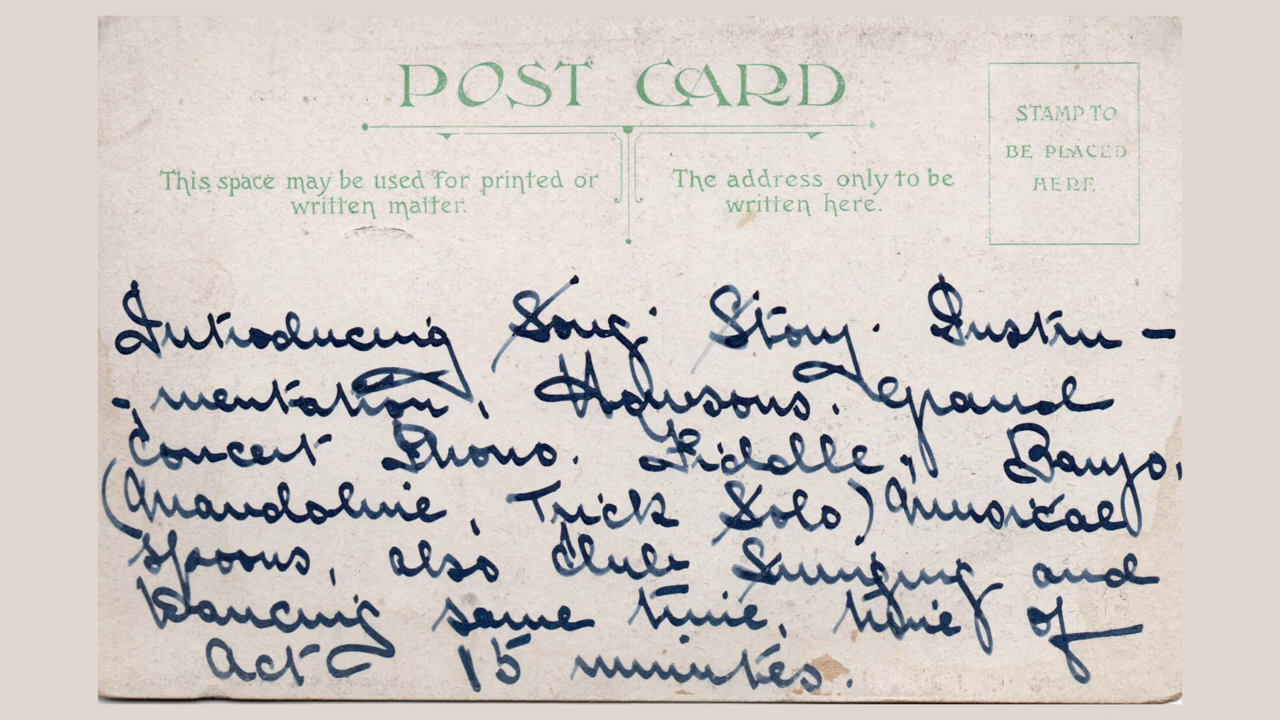 POST CARD
STAMP TO
BE PLACED
HERE
This space may be used for printed or
written matter.
The address only to be
written here.
Introducing Song. Story. Instru -
- mentation, Hawsons. Grand
Concert Phono. Fiddle, Banjo,
(Mandoline, Trick Solo) Musical
spoons, also Club Swinging and
Dancing same time, time of
Act 15 minutes.